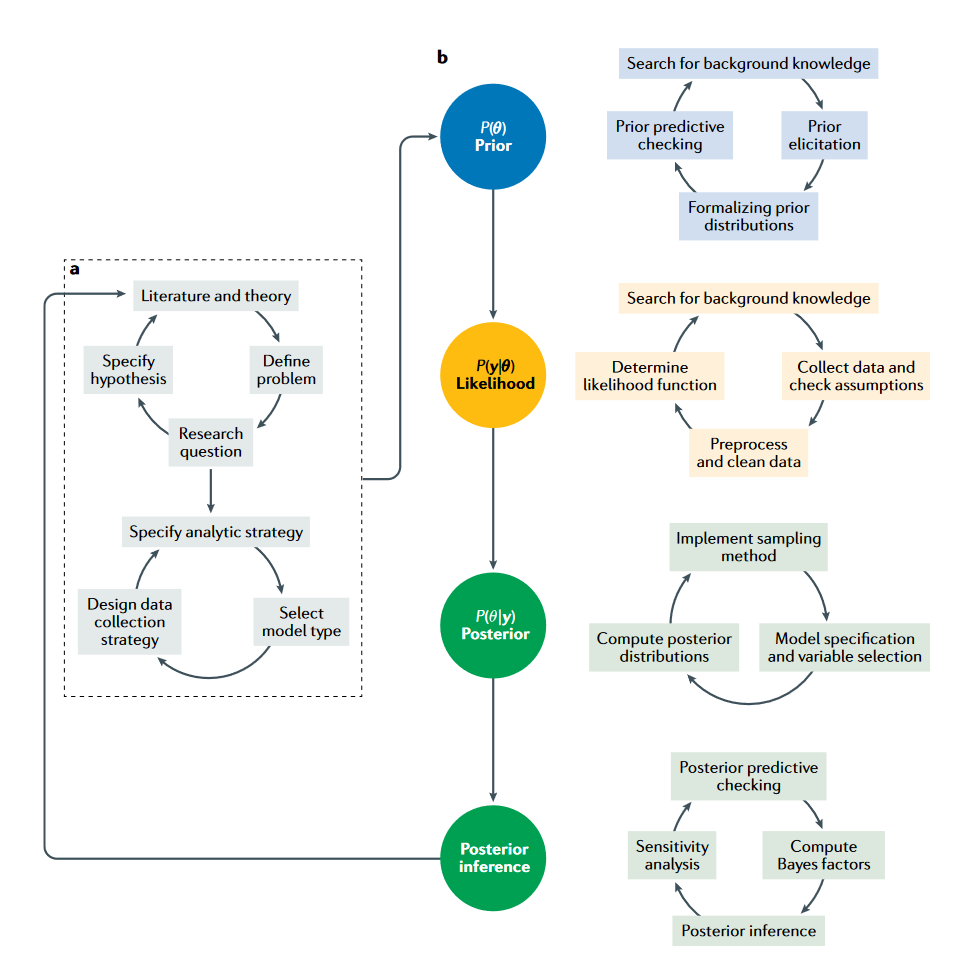 b
P(θ)
Prior
Search for background knowledge
Prior predictive
checking
Prior
elicitation
Formalizing prior
distributions
a
Literature and theory
Specify
hypothesis
Define
problem
Research
question
Specify analytic strategy
Design data
collection
strategy
Select
model type
P(y|θ)
Likelihood
Search for background knowledge
Determine
likelihood function
Collect data and
check assumptions
Preprocess
and clean data
P(θ|y)
Posterior
Implement sampling
method
Compute posterior
distributions
Model specification
and variable selection
Posterior
inference
Posterior predictive
checking
Sensitivity
analysis
Compute
Bayes factors
Posterior inference